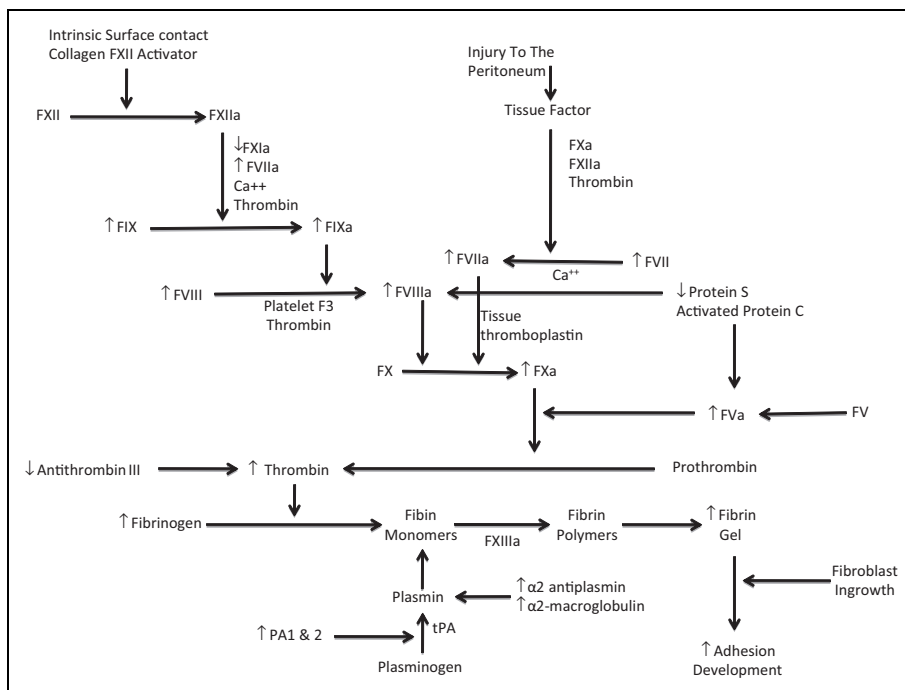 Intrinsic Surface contact
Collagen FXII Activator
Injury To The
Peritoneum
FXII
FXIIa
Tissue Factor
↓FXIa
↑FVIIa
Ca++
Thrombin
FXa
FXIIa
Thrombin
↑FIX
↑FIXa
↑FVIIa
Ca++
↑FVII
↑FVIII
Platelet F3
Thrombin
↑FVIIIa
↓Protein S
Activated Protein C
Tissue
thromboplastin
FX
↑FXa
↑FVa
FV
↓Antithrombin III
↑ Thrombin
Prothrombin
↑Fibrinogen
Fibin
Monomers
FXIIIa
Fibrin
Polymers
↑Fibrin
Gel
Plasmin
↑α2 antiplasmin
↑α2-macroglobulin
Fibroblast
Ingrowth
↑PA1 & 2
tPA
Plasminogen
↑Adhesion
Development